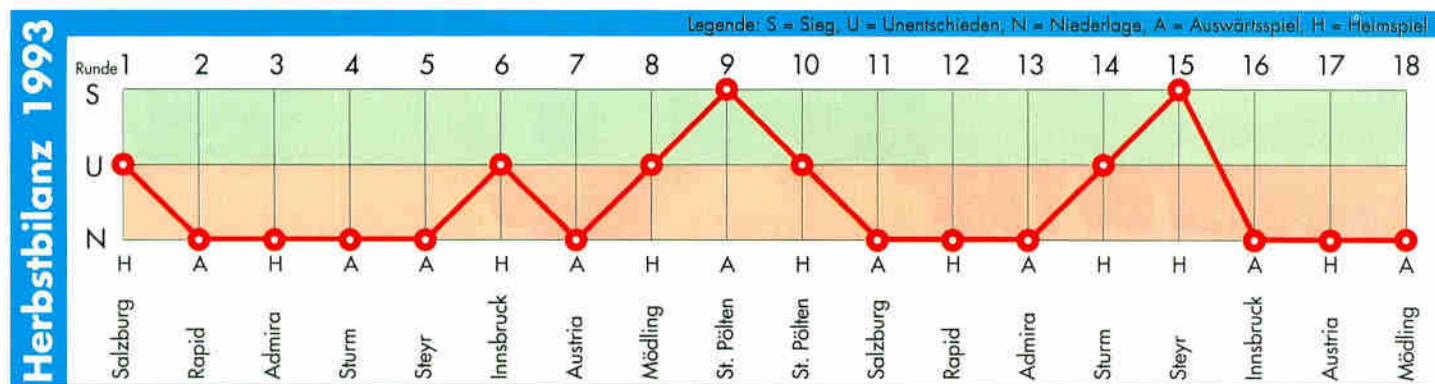 Herbstbilanz 1993
Legende: S = Sieg, U = Unentschieden, N = Niederlage, A = Auswärtsspiel, H = Heimspiel
Runde 1 2 3 4 5 6 7 8 9 10 11 12 13 14 15 16 17 18
S
U
N
H A H A A H A H A H A H A H H A H A
Salzburg
Rapid
Admira
Sturm
Steyr
Innsbruck
Austria
Mödling
St. Pölten
St. Pölten
Salzburg
Rapid
Admira
Sturm
Steyr
Innsbruck
Austria
Mödling